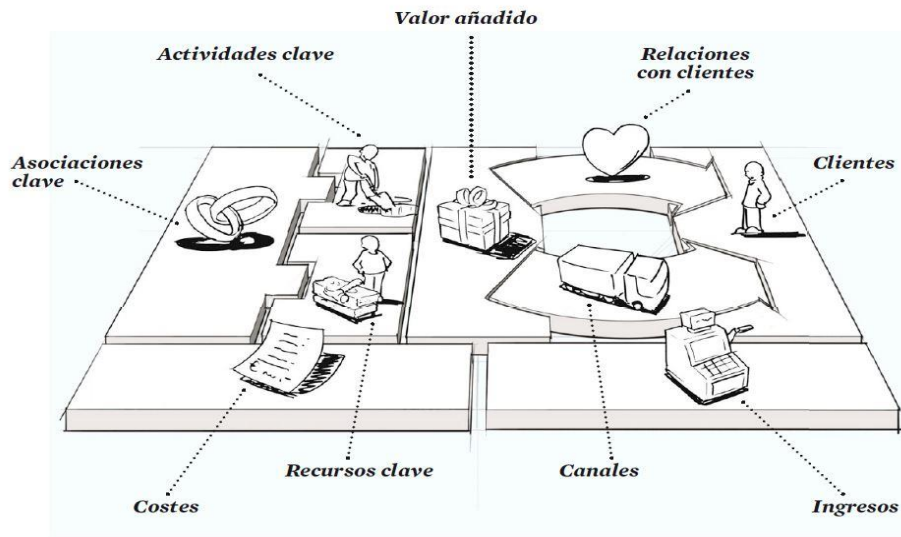 Valor añadido
Actividades clave
Relaciones
con clientes
Asociaciones
clave
Clientes
Recursos clave
Canales
Costes
Ingresos